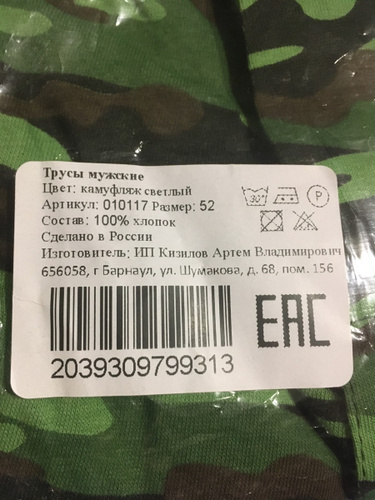 Трусы мужские
Цвет: камуфляж светлый
Артикул: 010117 Размер: 52
Состав: 100% хлопок
Сделано в России
Изготовитель: ИП Кизилов Артем Владимирович
656058, г Барнаул, ул. Шумакова, д. 68, пом. 156
30°
P
EAC
2039309799313